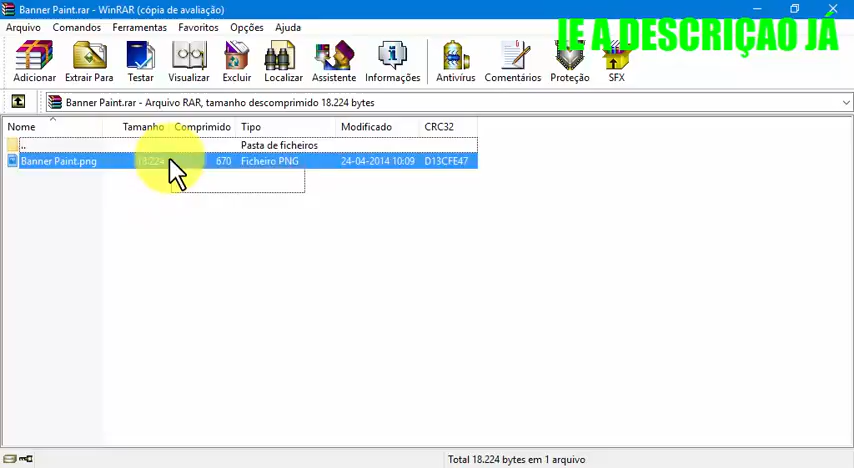 Banner Paint.rar - WinRAR (cópia de avaliação)
Arquivo Comandos Ferramentas Favoritos Opções Ajuda
IE A DESCRIÇAO JA
Adicionar Extrair Para Testar Visualizar Excluir Localizar Assistente Informações Antivírus Comentários Proteção SFX
Banner Paint.rar - Arquivo RAR, tamanho descomprimido 18.224 bytes
Nome Tamanho Comprimido Tipo Modificado CRC32
.. Pasta de ficheiros
Banner Paint.png 18.224 670 Ficheiro PNG 24-04-2014 10:09 D13CFE47
Total 18.224 bytes em 1 arquivo